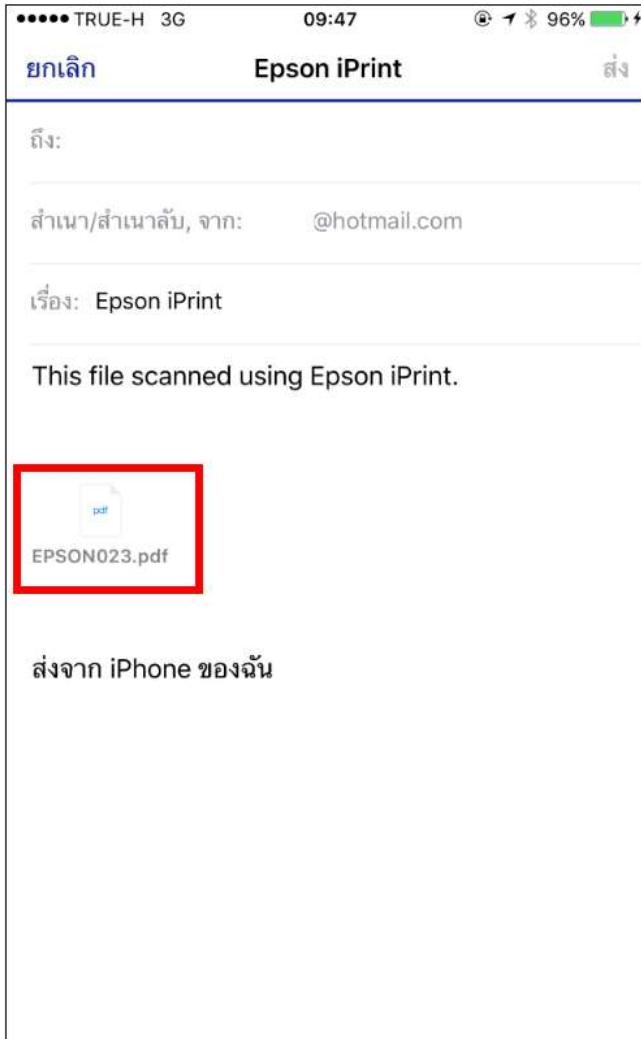 TRUE-H 3G 09:47 96%
ยกเลิก Epson iPrint ส่ง
ถึง:
สำเนา/สำเนาลับ, จาก: @hotmail.com
เรื่อง: Epson iPrint
This file scanned using Epson iPrint.
pdf
EPSON023.pdf
ส่งจาก iPhone ของฉัน